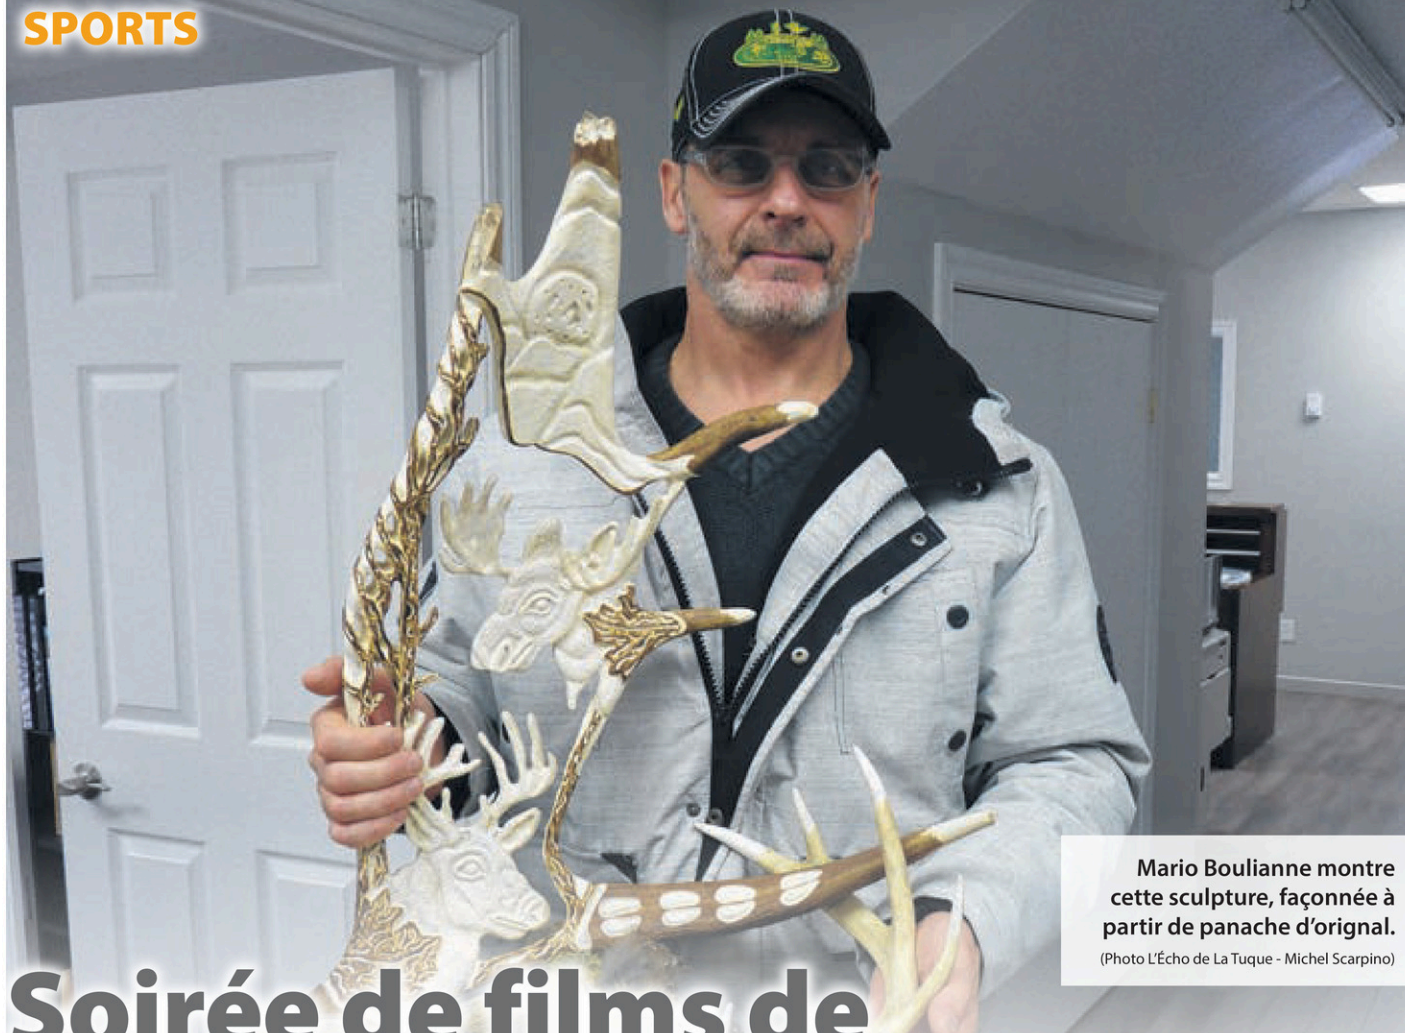 SPORTS
Mario Boulianne montre
cette sculpture, façonnée à
partir de panache d'orignal.
(Photo L'Écho de La Tuque - Michel Scarpino)
Soirée de films de